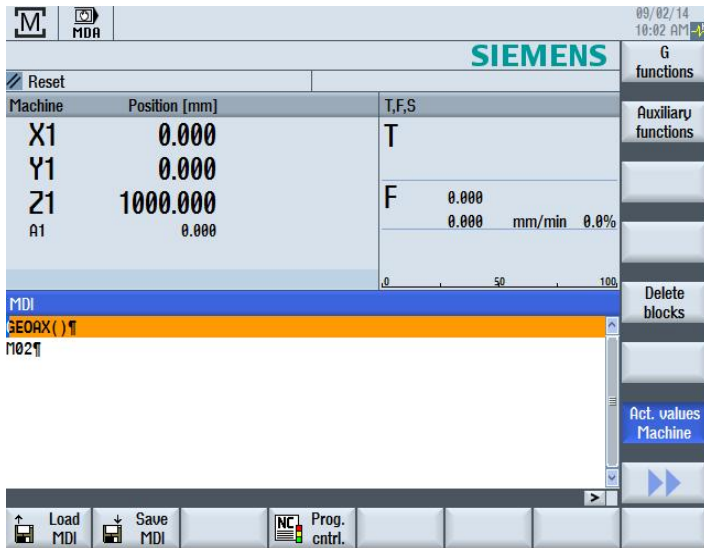 M
MDA
09/02/14
10:02 AM
SIEMENS
G
functions
Reset
Machine Position [mm]
T,F,S
Auxiliary
functions
X1 0.000
T
Y1 0.000
Z1 1000.000
F 0.000
0.000 mm/min 0.0%
A1 0.000
0 50 100
Delete
blocks
MDI
GEOAX()¶
M02¶
Act. values
Machine
>
Load
MDI
Save
MDI
NC
Prog.
cntrl.